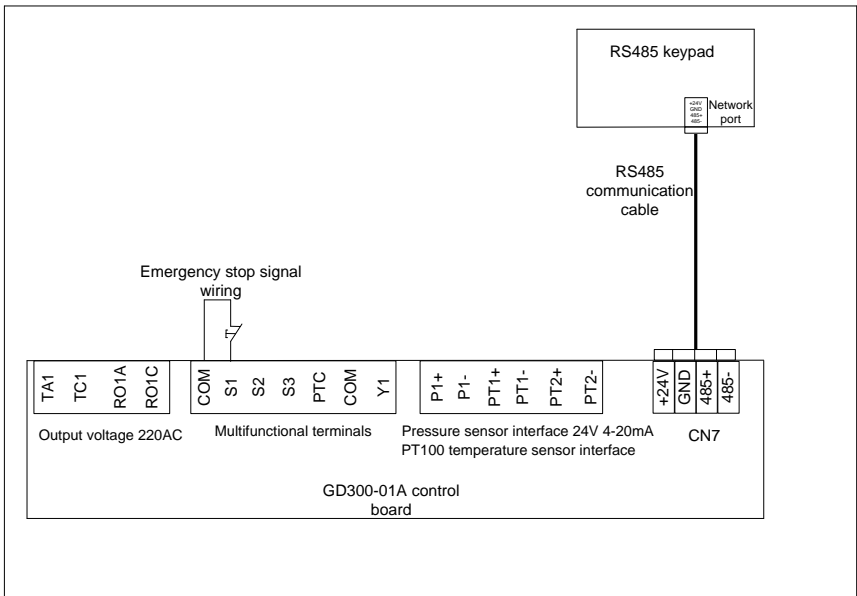 RS485 keypad
+24V
GND
485+
485-
Network
port
RS485
communication
cable
Emergency stop signal
wiring
TA1
TC1
RO1A
RO1C
COM
S1
S2
S3
PTC
COM
Y1
P1+
P1-
PT1+
PT1-
PT2+
PT2-
+24V
GND
485+
485-
Output voltage 220AC
Multifunctional terminals
Pressure sensor interface 24V 4-20mA
PT100 temperature sensor interface
CN7
GD300-01A control
board